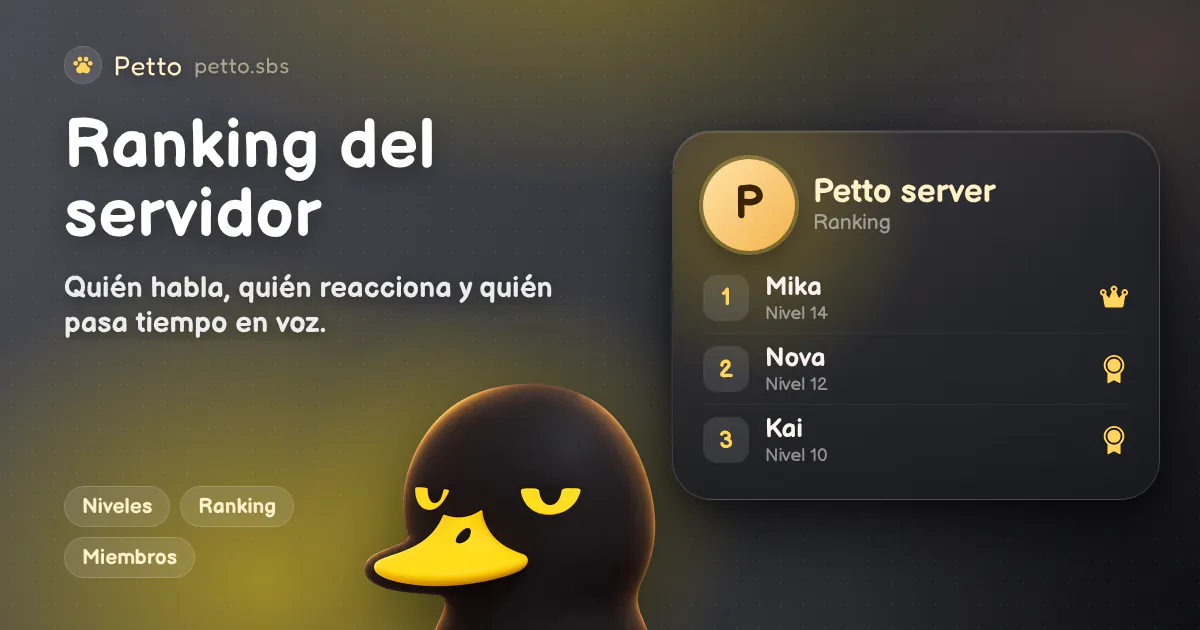 Petto petto.sbs
Ranking del
servidor
Quién habla, quién reacciona y quién
pasa tiempo en voz.
Niveles Ranking
Miembros
P
Petto server
Ranking
1 Mika
Nivel 14
2 Nova
Nivel 12
3 Kai
Nivel 10